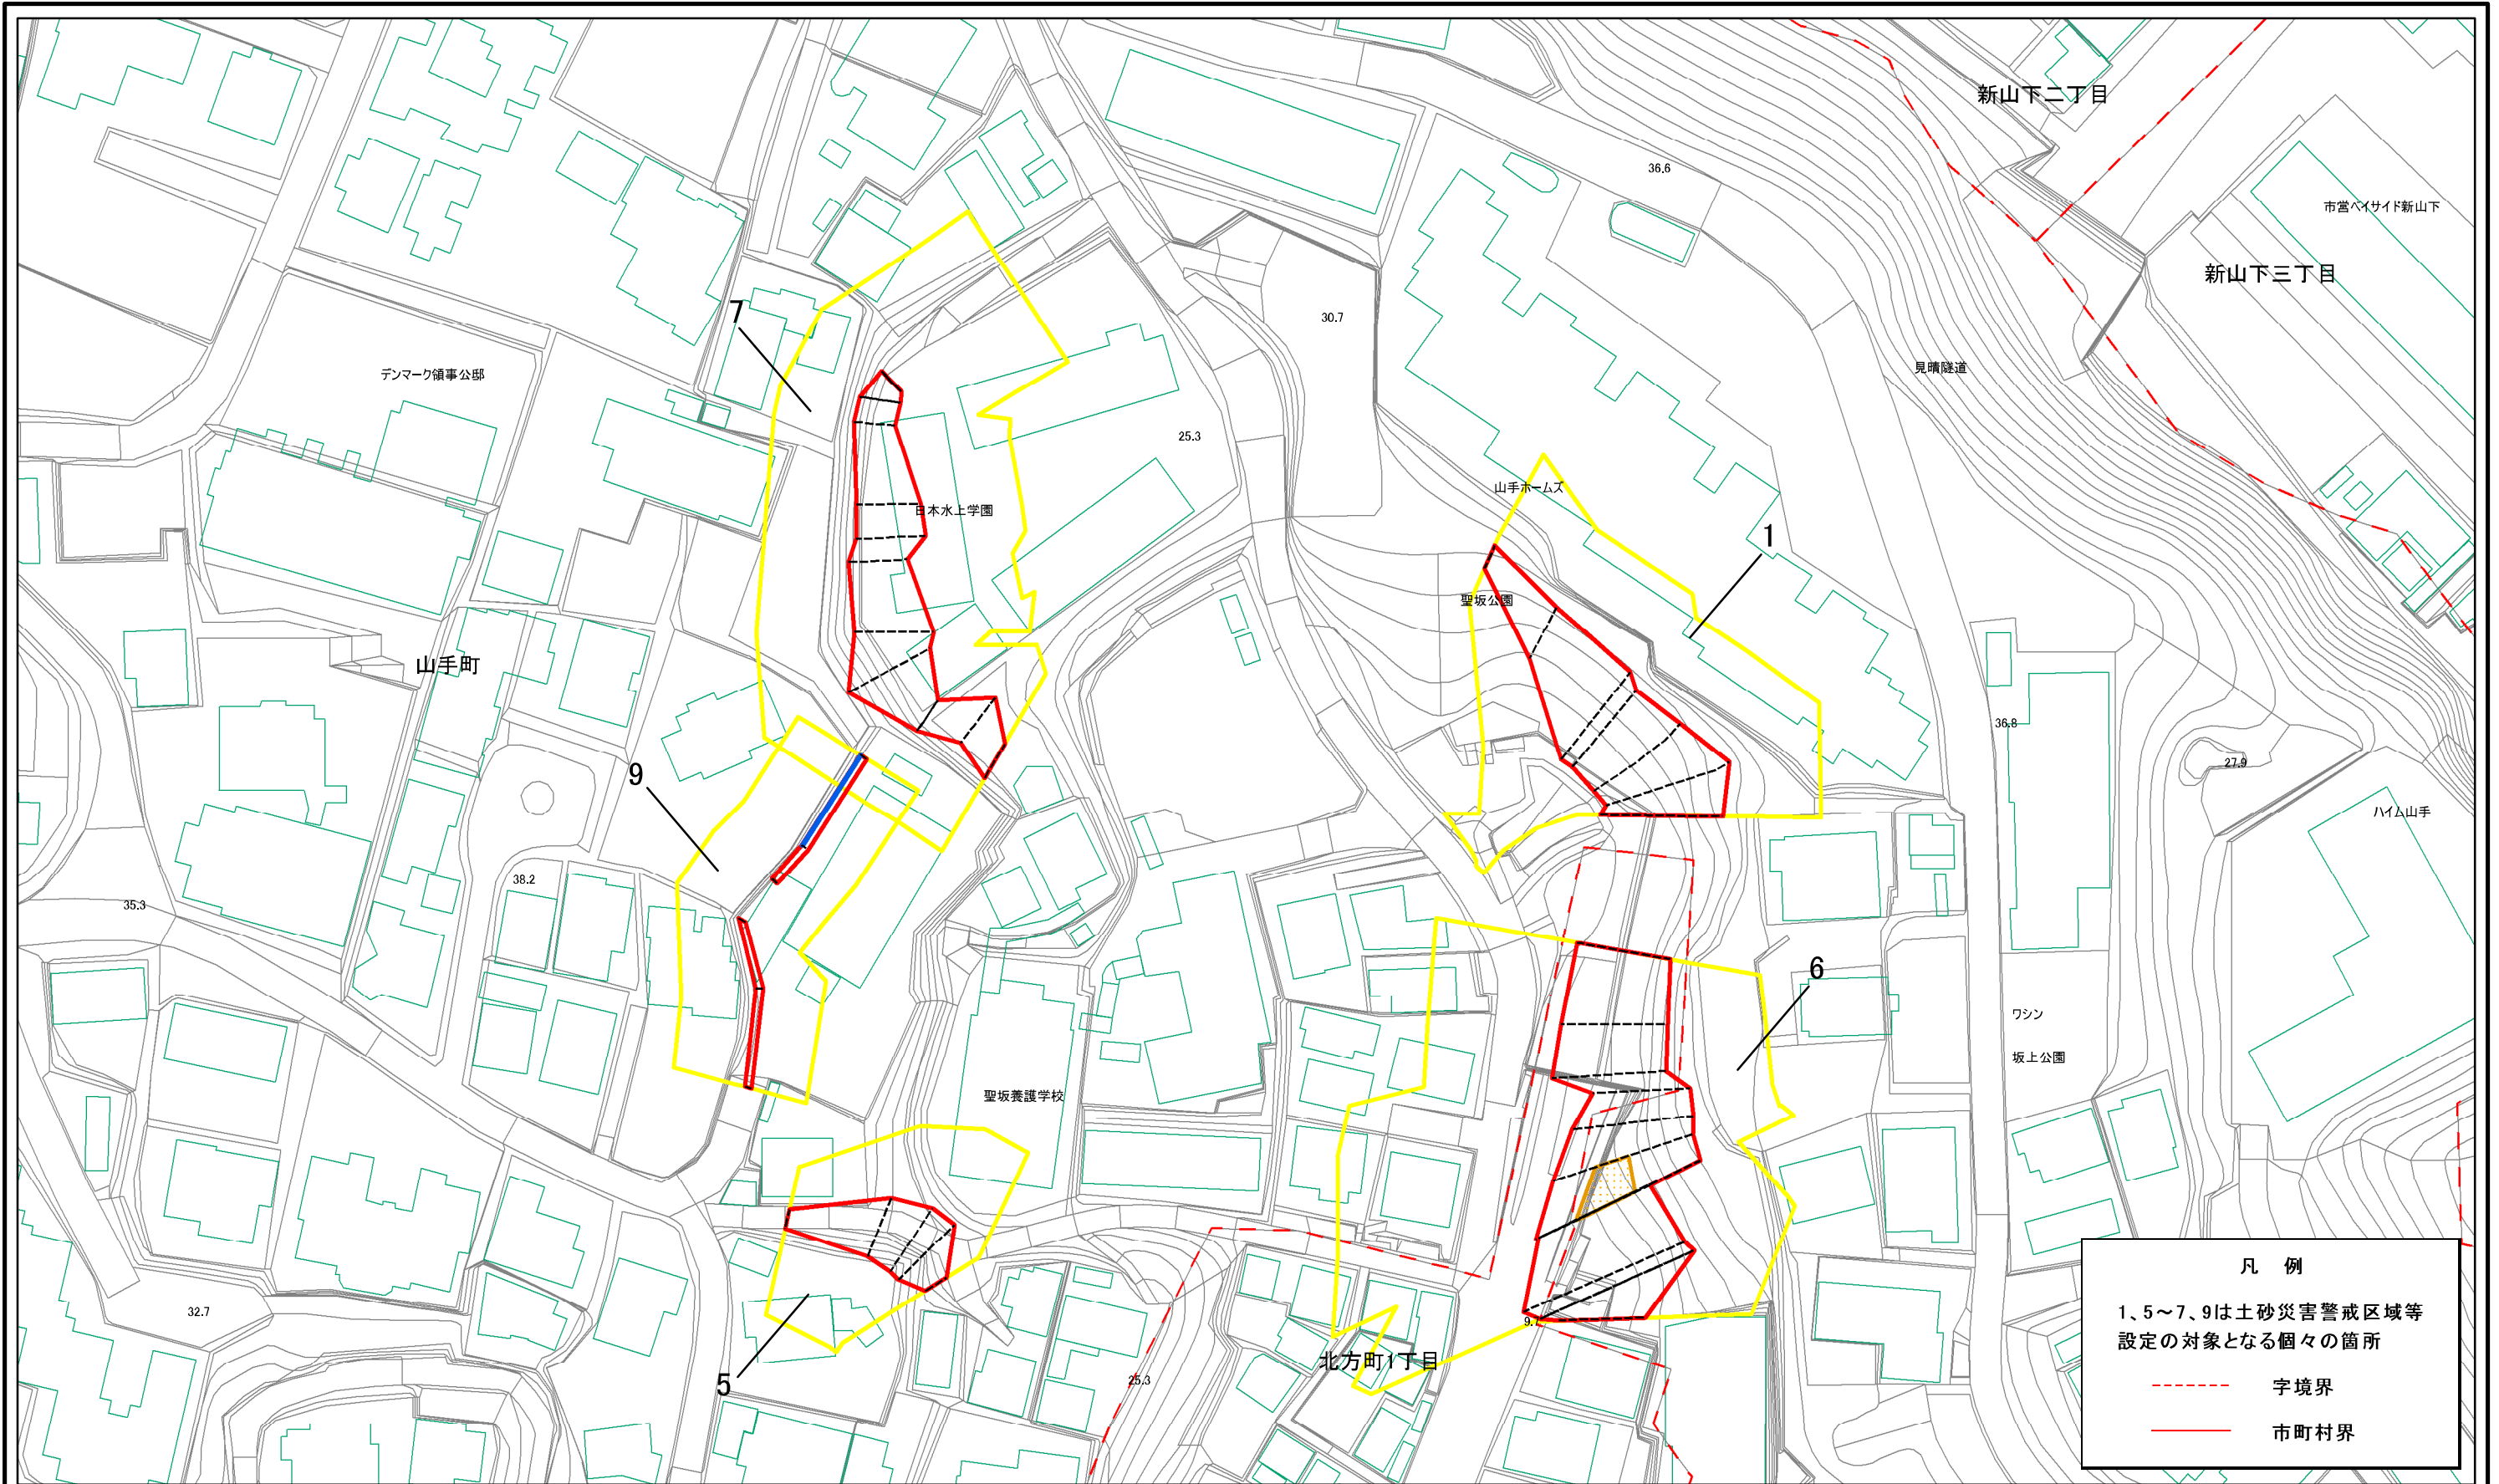 新山下二丁目
36.6
市営ベイサイド新山下
新山下三丁目
7
30.7
デンマーク領事公邸
見晴隧道
25.3
山手ホームズ
日本水上学園
1
聖坂公園
山手町
36.8
27.9
9
ハイム山手
38.2
35.3
6
ワシン
坂上公園
聖坂養護学校
32.7
9.7
北方町1丁目
5
25.3
凡 例
1、5～7、9は土砂災害警戒区域等
設定の対象となる個々の箇所
字境界
市町村界